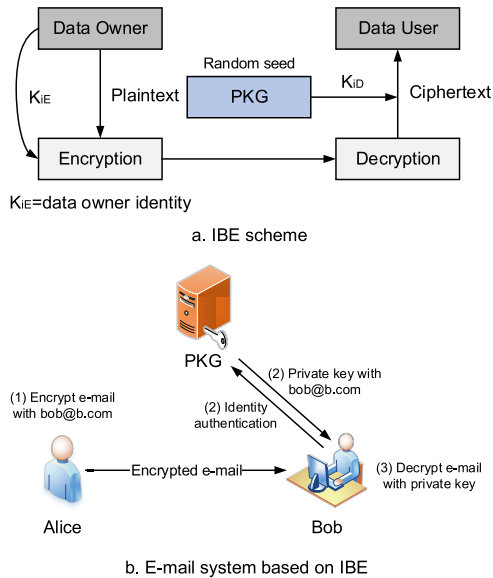 Data Owner
Data User
Random seed
KiE
Plaintext
PKG
KiD
Ciphertext
Encryption
Decryption
KiE=data owner identity
a. IBE scheme
PKG
(2) Private key with
bob@b.com
(1) Encrypt e-mail
with bob@b.com
(2) Identity
authentication
Encrypted e-mail
(3) Decrypt e-mail
with private key
Alice
Bob
b. E-mail system based on IBE